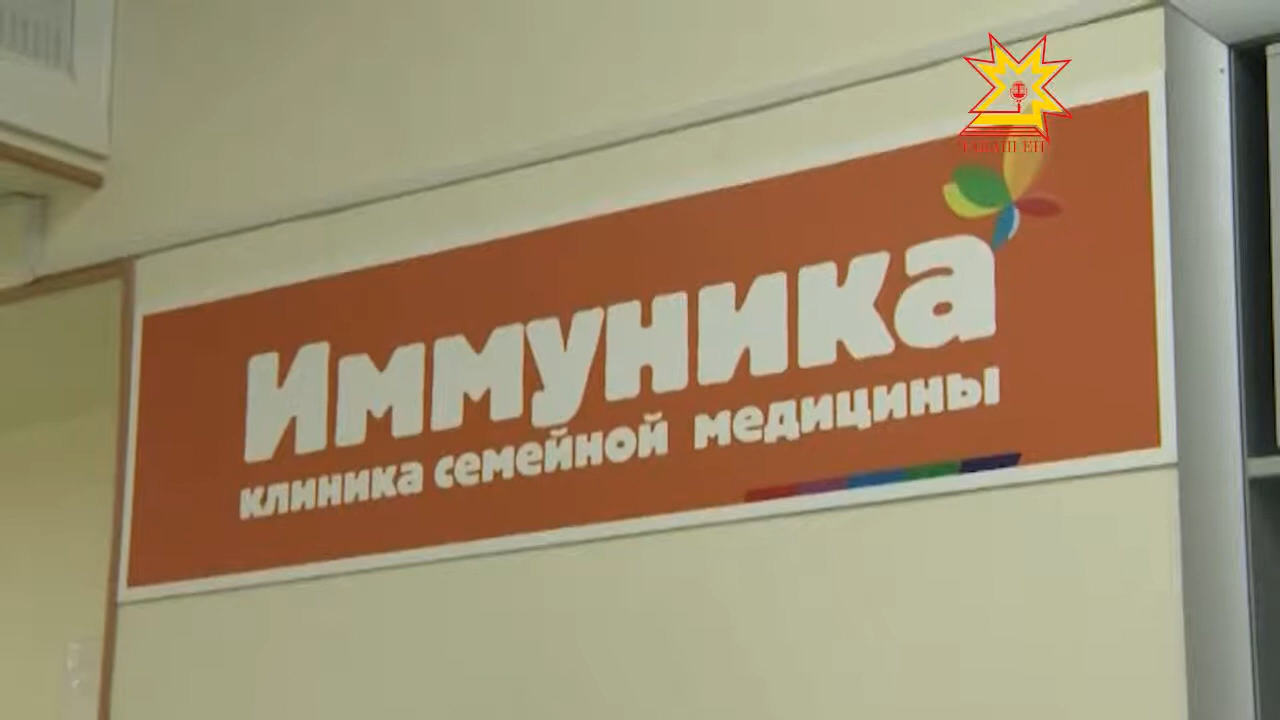 Иммуника
клиника семейной медицины